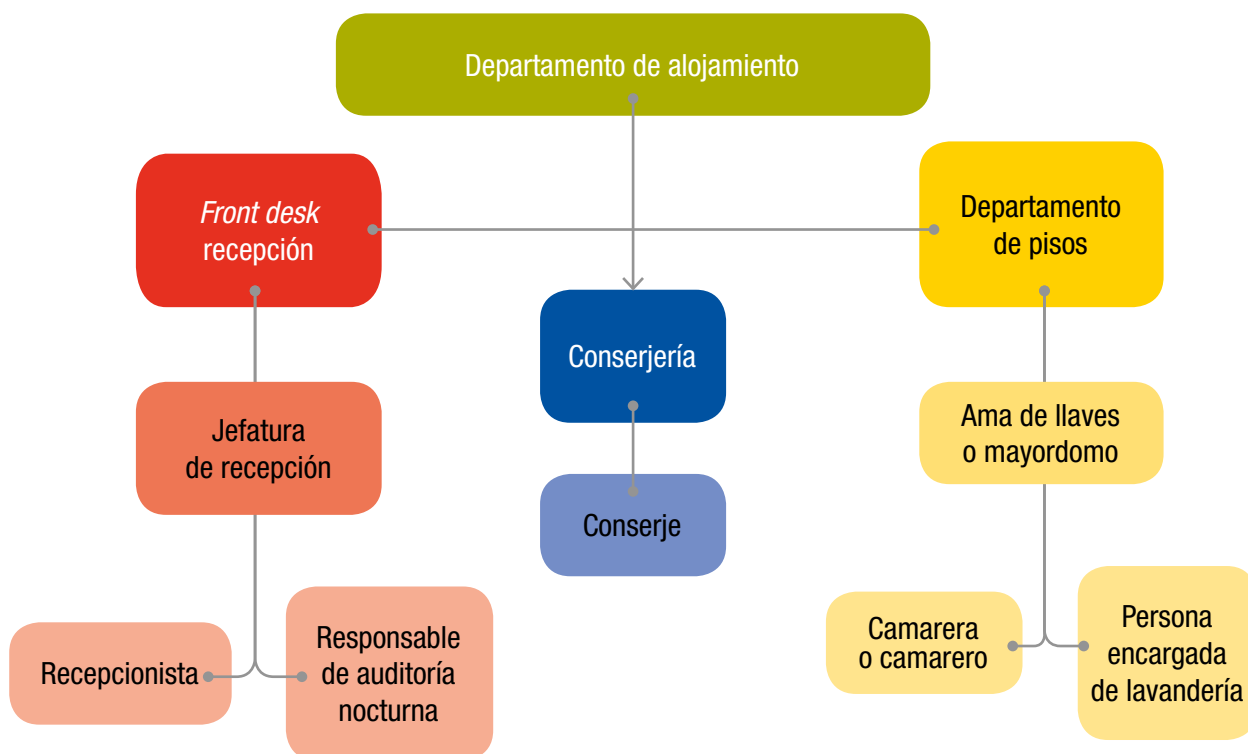 Departamento de alojamiento
Front desk
recepción
Departamento
de pisos
Conserjería
Jefatura
de recepción
Ama de llaves
o mayordomo
Conserje
Recepcionista
Responsable
de auditoría
nocturna
Camarera
o camarero
Persona
encargada
de lavandería